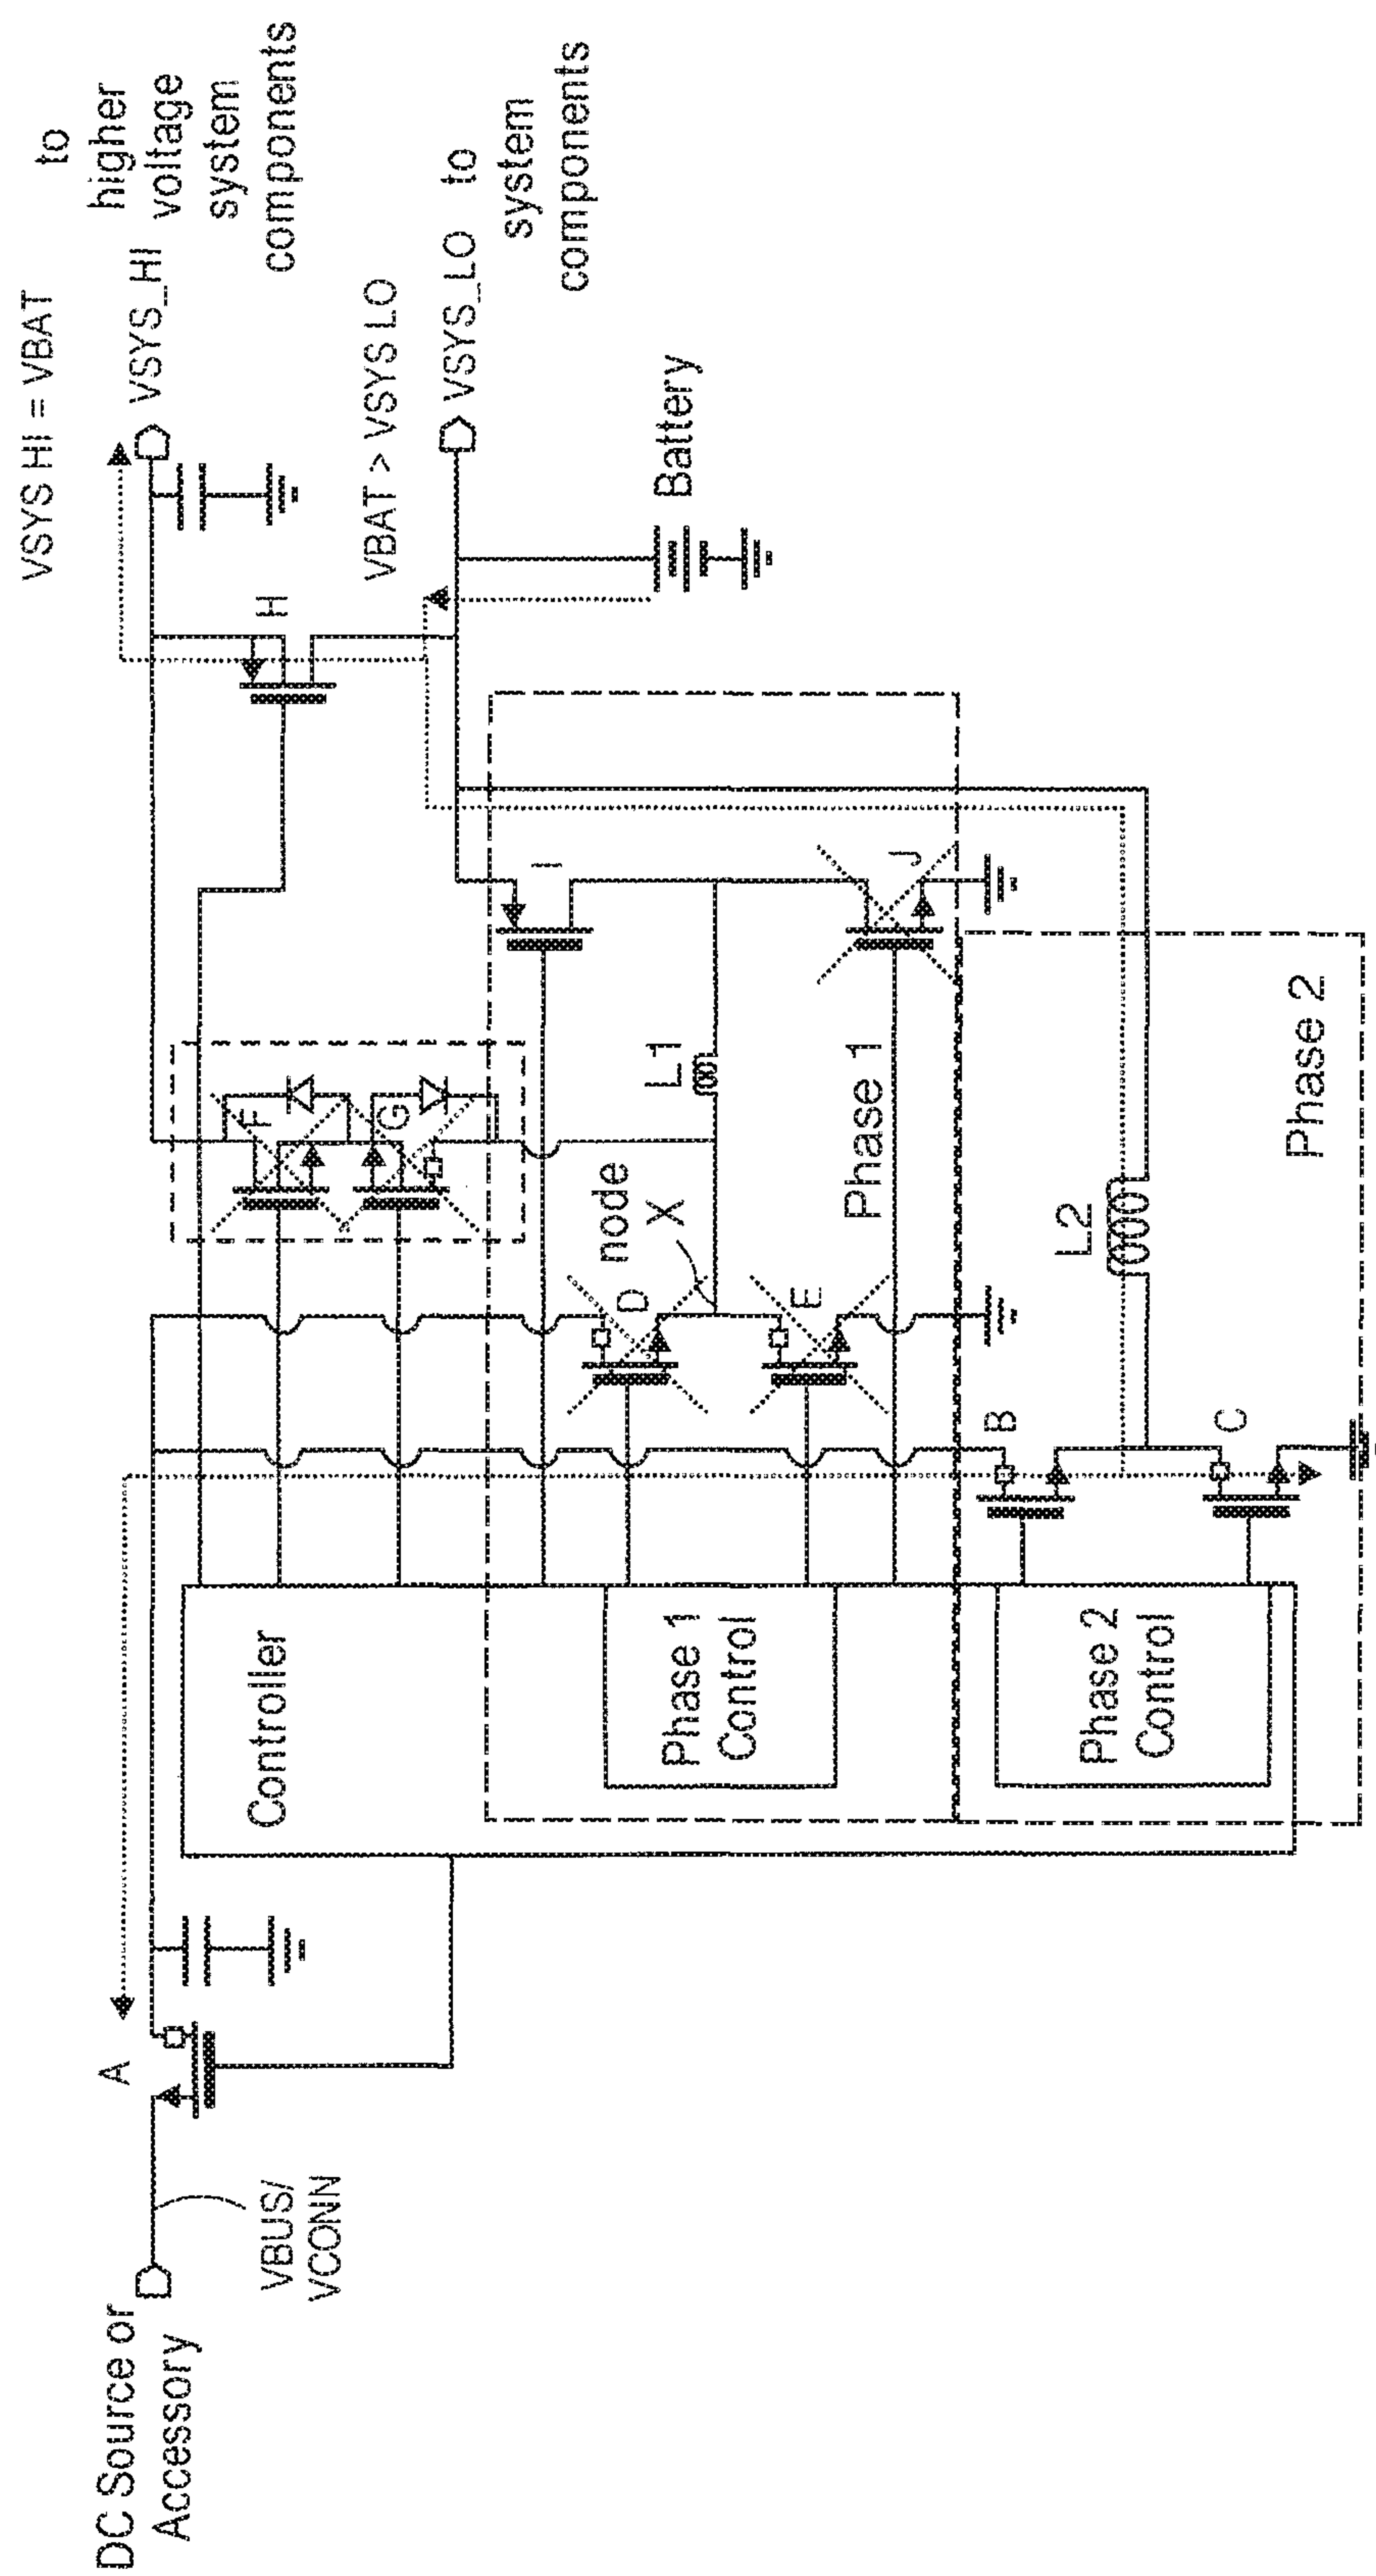 DC Source or
Accessory
VBUS/
VCONN
A
Controller
Phase 1
Control
Phase 2
Control
B
C
D
E
node
X
F
G
L1
L2
Phase 1
Phase 2
I
J
H
VSYS HI = VBAT
VSYS_HI
to
higher
voltage
system
components
VBAT > VSYS LO
VSYS_LO to
system
components
Battery